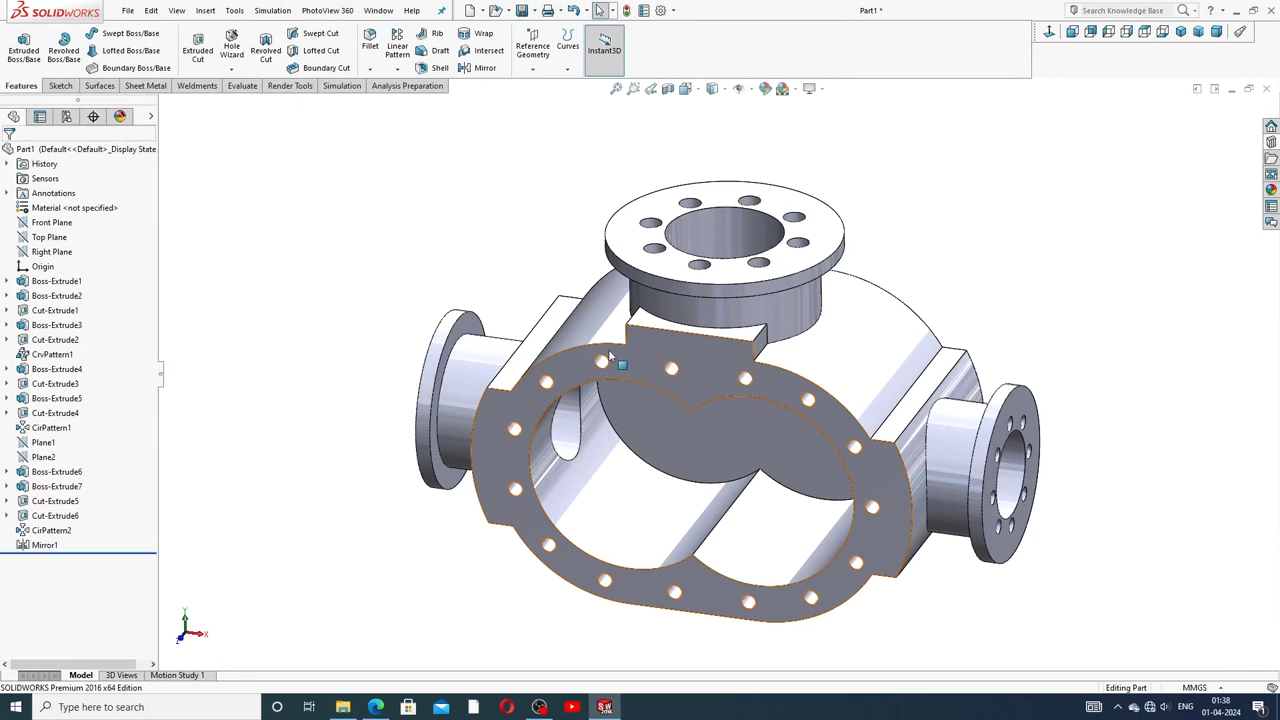 SOLIDWORKS
File Edit View Insert Tools Simulation PhotoView 360 Window Help
Part1 *
Search Knowledge Base
Extruded Boss/Base
Revolved Boss/Base
Swept Boss/Base
Lofted Boss/Base
Boundary Boss/Base
Extruded Cut
Hole Wizard
Revolved Cut
Swept Cut
Lofted Cut
Boundary Cut
Fillet
Linear Pattern
Rib
Draft
Shell
Wrap
Intersect
Mirror
Reference Geometry
Curves
Instant3D
Features Sketch Surfaces Sheet Metal Weldments Evaluate Render Tools Simulation Analysis Preparation
Part1 (Default<<Default>_Display State
History
Sensors
Annotations
Material <not specified>
Front Plane
Top Plane
Right Plane
Origin
Boss-Extrude1
Boss-Extrude2
Cut-Extrude1
Boss-Extrude3
Cut-Extrude2
CrvPattern1
Boss-Extrude4
Cut-Extrude3
Boss-Extrude5
Cut-Extrude4
CirPattern1
Plane1
Plane2
Boss-Extrude6
Boss-Extrude7
Cut-Extrude5
Cut-Extrude6
CirPattern2
Mirror1
Y
X
Z
Model 3D Views Motion Study 1
SOLIDWORKS Premium 2016 x64 Edition
Editing Part
MMGS
Type here to search
ENG
01:38
01-04-2024